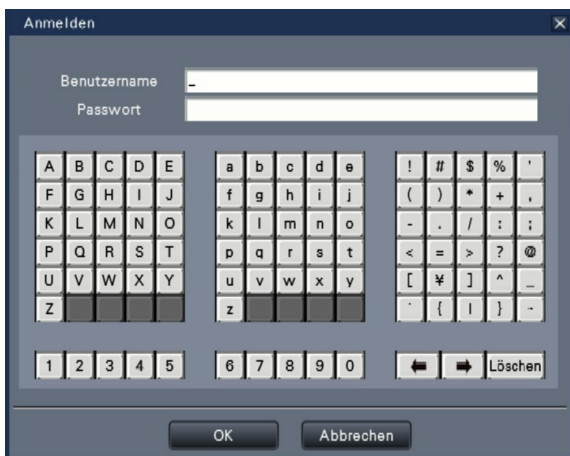 Anmelden
Benutzername _
Passwort
A B C D E a b c d e ! # $ % '
F G H I J f g h i j ( ) * + ,
K L M N O k l m n o - . / : ;
P Q R S T p q r s t < = > ? @
U V W X Y u v w x y [ ¥ ] ^ _
Z z ` { | } ~
1 2 3 4 5 6 7 8 9 0 ← → Löschen
OK Abbrechen